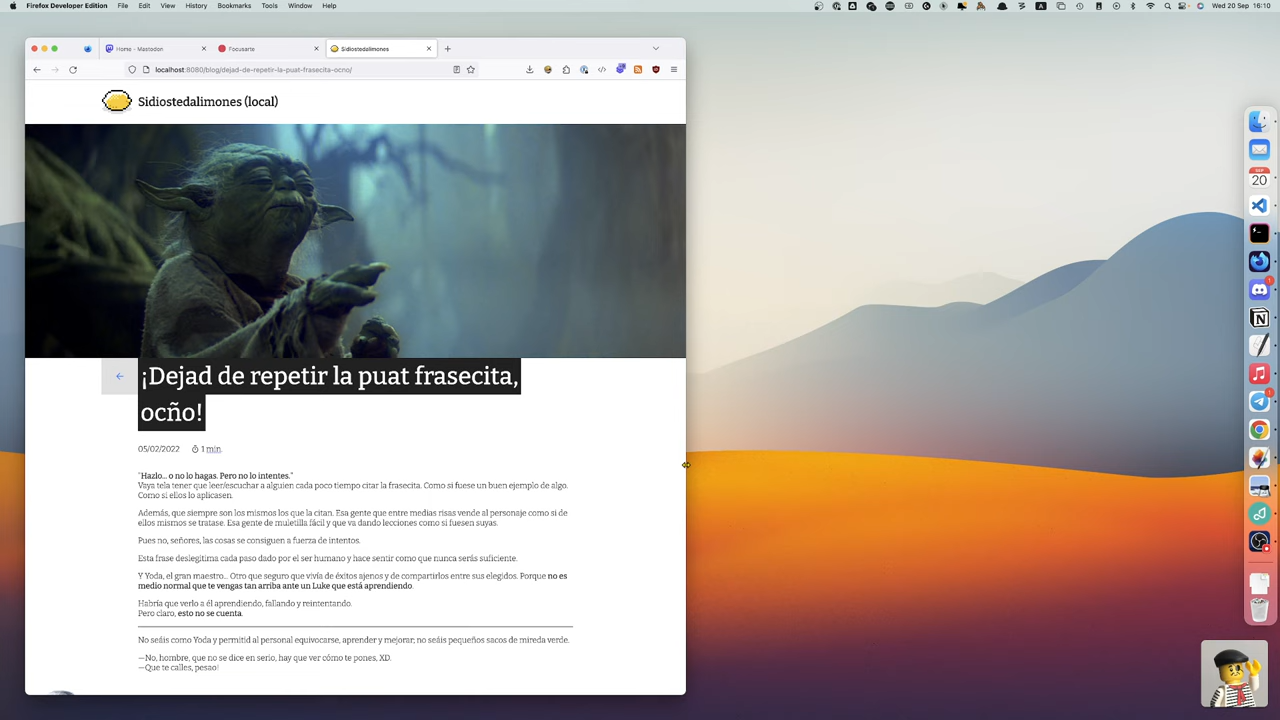 Firefox Developer Edition File Edit View History Bookmarks Tools Window Help
A
Wed 20 Sep 16:10
Home - Mastodon
Focusarte
Sidiostedalimones
localhost:8080/blog/dejad-de-repetir-la-puat-frasecita-ocno/
Sidiostedalimones (local)
¡Dejad de repetir la puat frasecita,
ocño!
05/02/2022 1 min.
"Hazlo... o no lo hagas. Pero no lo intentes."
Vaya tela tener que leer/escuchar a alguien cada poco tiempo citar la frasecita. Como si fuese un buen ejemplo de algo.
Como si ellos lo aplicasen.
Además, que siempre son los mismos los que la citan. Esa gente que entre medias risas vende al personaje como si de
ellos mismos se tratase. Esa gente de muletilla fácil y que va dando lecciones como si fuesen suyas.
Pues no, señores, las cosas se consiguen a fuerza de intentos.
Esta frase deslegitima cada paso dado por el ser humano y hace sentir como que nunca serás suficiente.
Y Yoda, el gran maestro... Otro que seguro que vivía de éxitos ajenos y de compartirlos entre sus elegidos. Porque no es
medio normal que te vengas tan arriba ante un Luke que está aprendiendo.
Habría que verlo a él aprendiendo, fallando y reintentando.
Pero claro, esto no se cuenta.
No seáis como Yoda y permitid al personal equivocarse, aprender y mejorar; no seáis pequeños sacos de mireda verde.
—No, hombre, que no se dice en serio, hay que ver cómo te pones, XD.
—Que te calles, pesao!
SEP
20
1
N
1